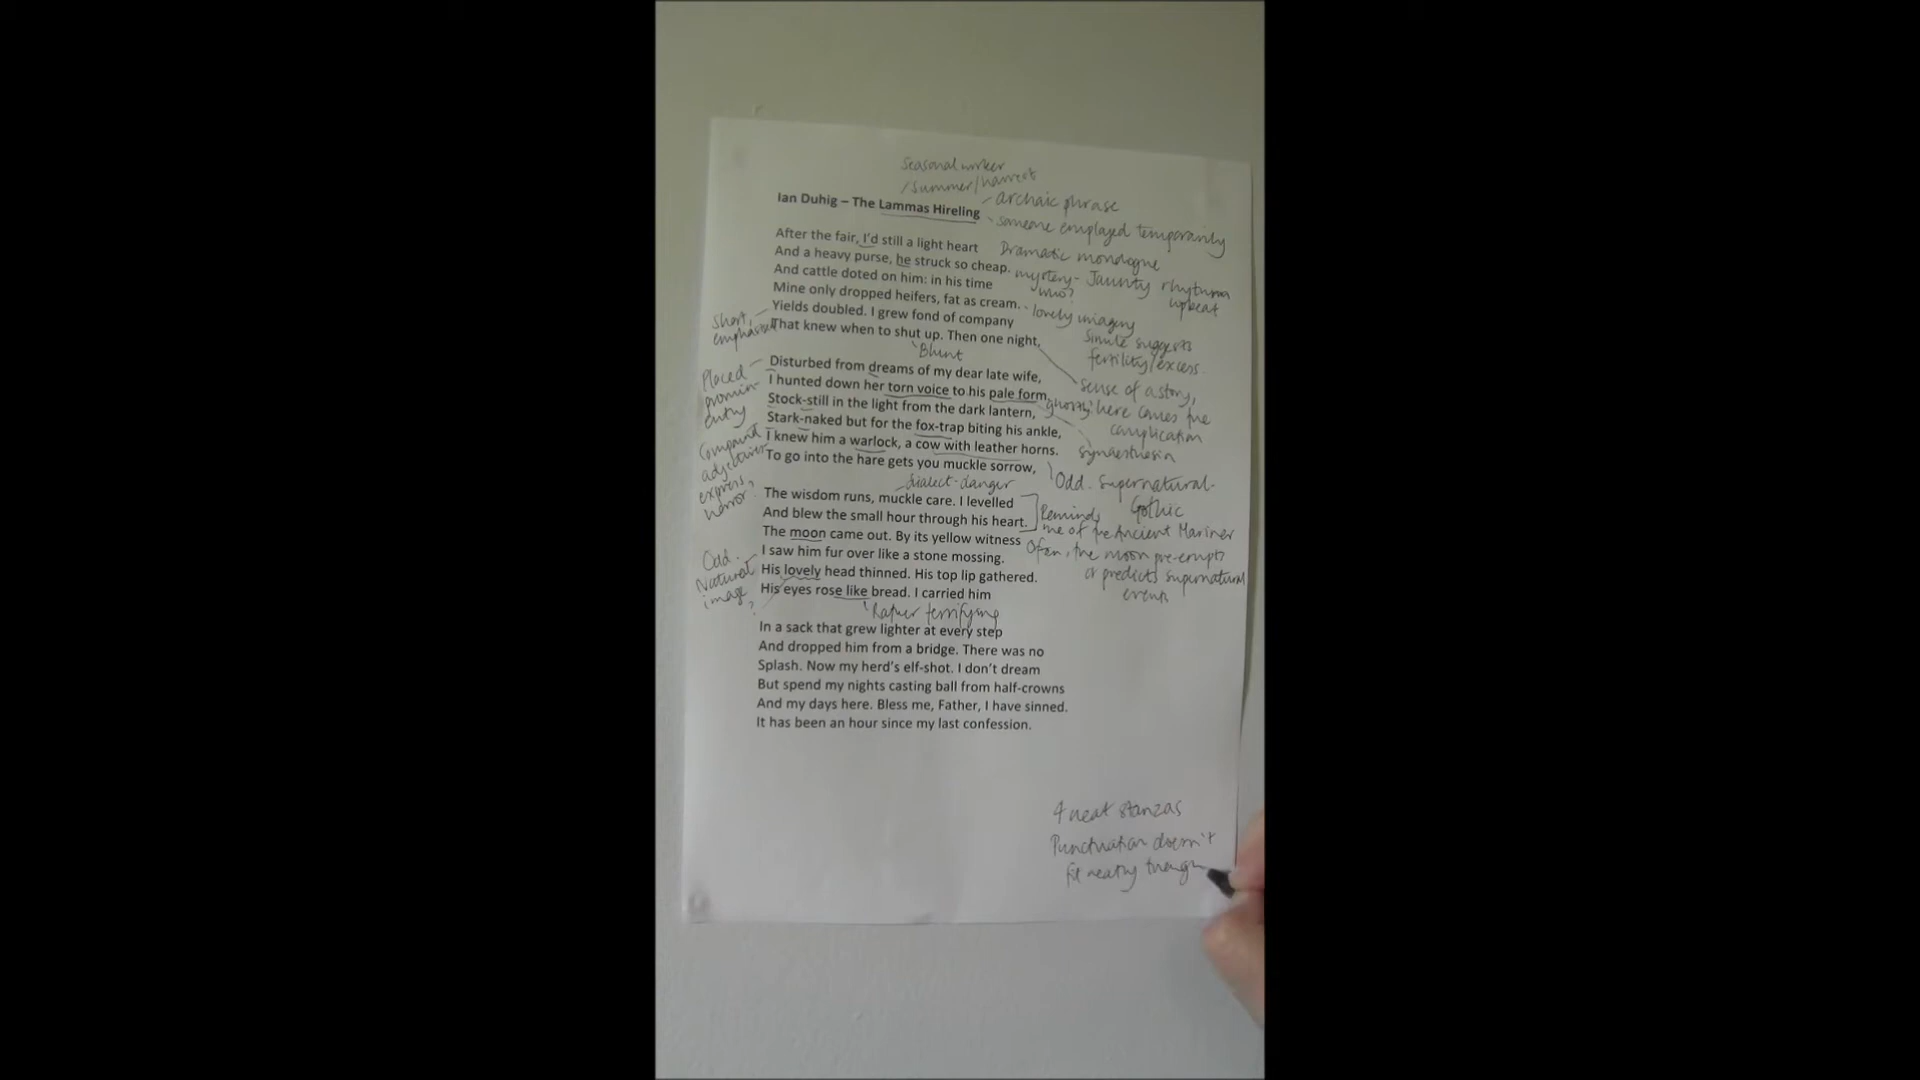 Seasonal worker
/summer/harvest
Ian Duhig – The Lammas Hireling
archaic phrase
someone employed temporarily
After the fair, I'd still a light heart
And a heavy purse, he struck so cheap.
And cattle doted on him: in his time
Mine only dropped heifers, fat as cream.
Yields doubled. I grew fond of company
That knew when to shut up. Then one night,
Dramatic monologue
mystery - who?
Jaunty rhythm
upbeat
lovely imagery
Simile suggests
fertility/excess.
Short,
emphasised
Blunt
Disturbed from dreams of my dear late wife,
I hunted down her torn voice to his pale form.
Stock-still in the light from the dark lantern,
Stark-naked but for the fox-trap biting his ankle,
I knew him a warlock, a cow with leather horns.
To go into the hare gets you muckle sorrow,
Placed
promin-
ently
Compound
adjectives
express
horror
sense of a story,
here comes the
complication
ghostly
synaesthesia
Odd. Supernatural.
Gothic
dialect-danger
The wisdom runs, muckle care. I levelled
And blew the small hour through his heart.
The moon came out. By its yellow witness
I saw him fur over like a stone mossing.
His lovely head thinned. His top lip gathered.
His eyes rose like bread. I carried him
Reminds
me of the Ancient Mariner
Often, the moon pre-empts
or predicts supernatural
events
Odd.
Natural
image
?
Rather terrifying
In a sack that grew lighter at every step
And dropped him from a bridge. There was no
Splash. Now my herd's elf-shot. I don't dream
But spend my nights casting ball from half-crowns
And my days here. Bless me, Father, I have sinned.
It has been an hour since my last confession.
4 neat stanzas
Punctuation doesn't
fit neatly though